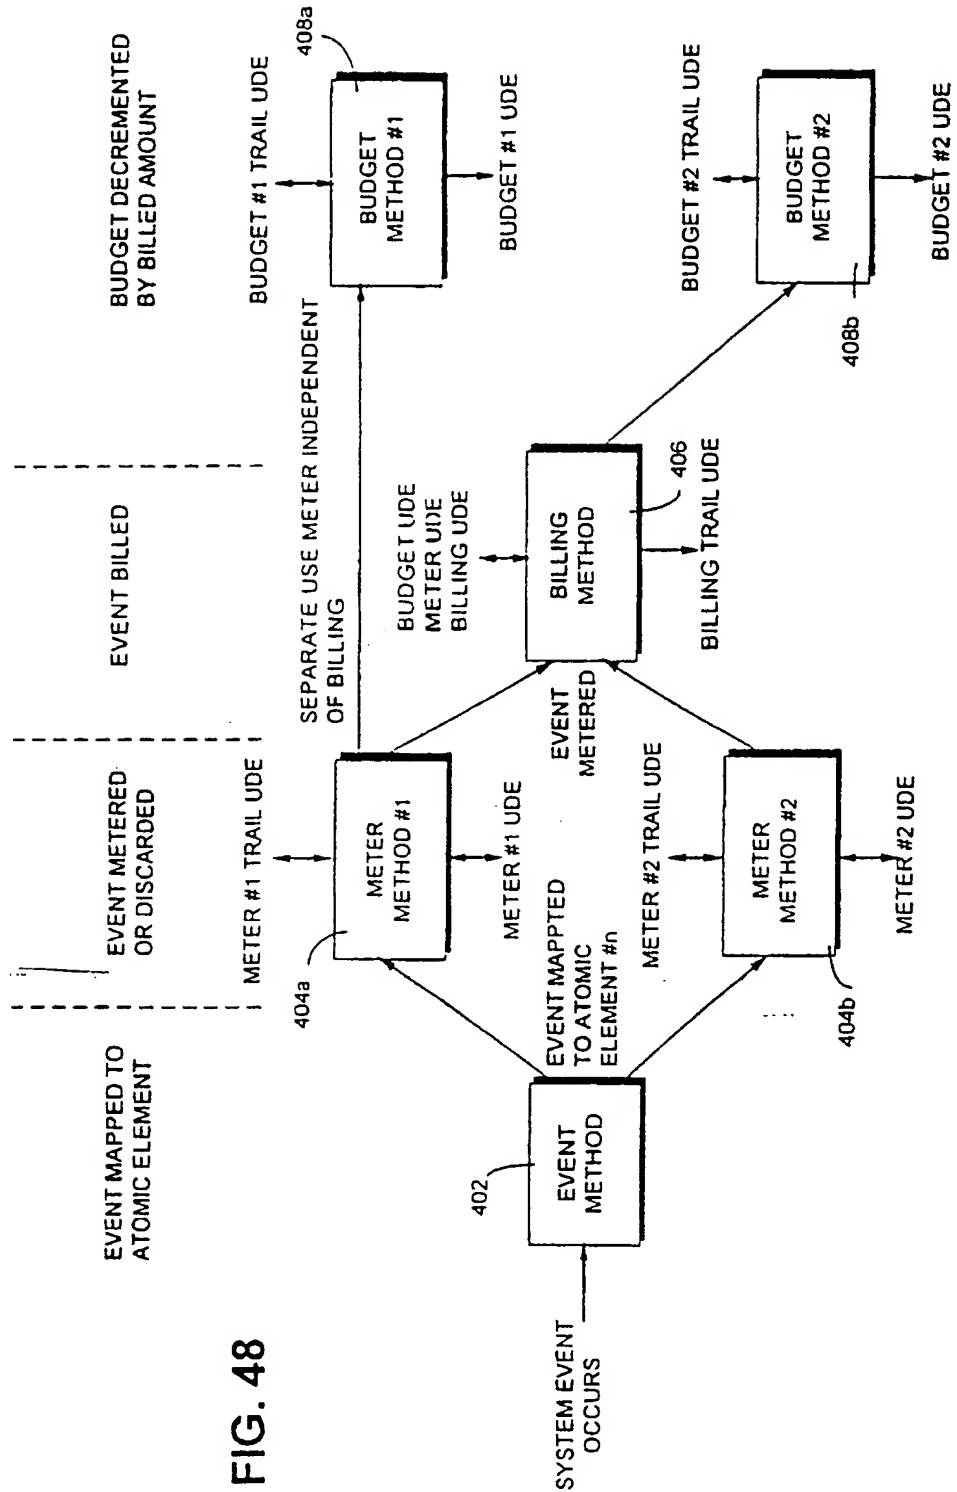 FIG. 48
EVENT MAPPED TO
ATOMIC ELEMENT
EVENT METERED
OR DISCARDED
EVENT BILLED
BUDGET DECREMENTED
BY BILLED AMOUNT
SYSTEM EVENT
OCCURS
402
EVENT
METHOD
EVENT MAPPTED
TO ATOMIC
ELEMENT #n
METER #1 TRAIL UDE
404a
METER
METHOD #1
METER #1 UDE
METER #2 TRAIL UDE
METER
METHOD #2
404b
METER #2 UDE
SEPARATE USE METER INDEPENDENT
OF BILLING
EVENT
METERED
BUDGET UDE
METER UDE
BILLING UDE
BILLING
METHOD
406
BILLING TRAIL UDE
BUDGET #1 TRAIL UDE
408a
BUDGET
METHOD #1
BUDGET #1 UDE
BUDGET #2 TRAIL UDE
BUDGET
METHOD #2
408b
BUDGET #2 UDE